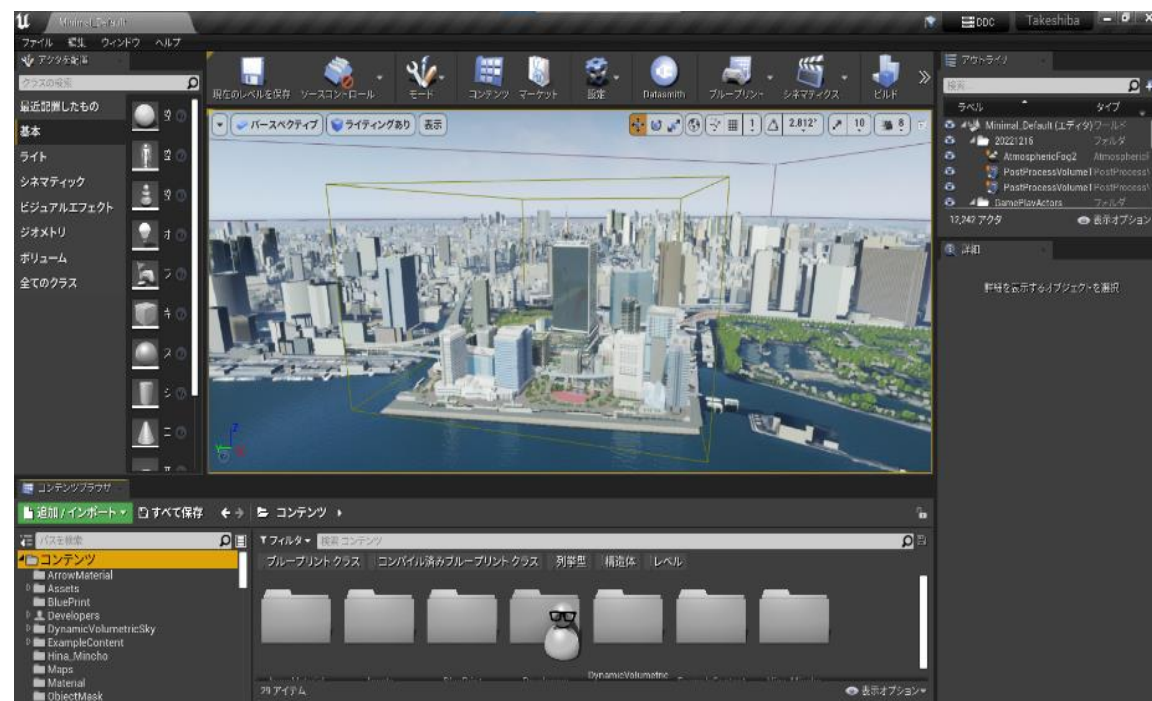 Minimal_Default
DDC
Takeshiba
ファイル 編集 ウィンドウ ヘルプ
アクタを配置
クラスの検索
最近配置したもの
基本
ライト
シネマティック
ビジュアルエフェクト
ジオメトリ
ボリューム
全てのクラス
現在のレベルを保存 ソースコントロール モード コンテンツ マーケット 設定 Datasmith ブループリント シネマティクス ビルド
パースペクティブ ライティングあり 表示
10 8
アウトライナ
検索
ラベル タイプ
Minimal_Default (エディタ) ワールド
20221216 フォルダ
AtmosphericFog2 Atmospheric
PostProcessVolume PostProcess
PostProcessVolume PostProcess
GamePlayActors フォルダ
アクタ 表示オプション
詳細
詳細を表示するオブジェクトを選択
コンテンツブラウザ
追加 / インポート すべて保存 コンテンツ
パスを検索
フィルタ 検索 コンテンツ
コンテンツ
ブループリント クラス コンパイル済みブループリント クラス 列挙型 構造体 レベル
ArrowMaterial
Assets
BluePrint
Developers
DynamicVolumetricSky
ExampleContent
Hina_Mincho
Maps
Material
ObjectMask
DynamicVolumetric
29 アイテム
表示オプション